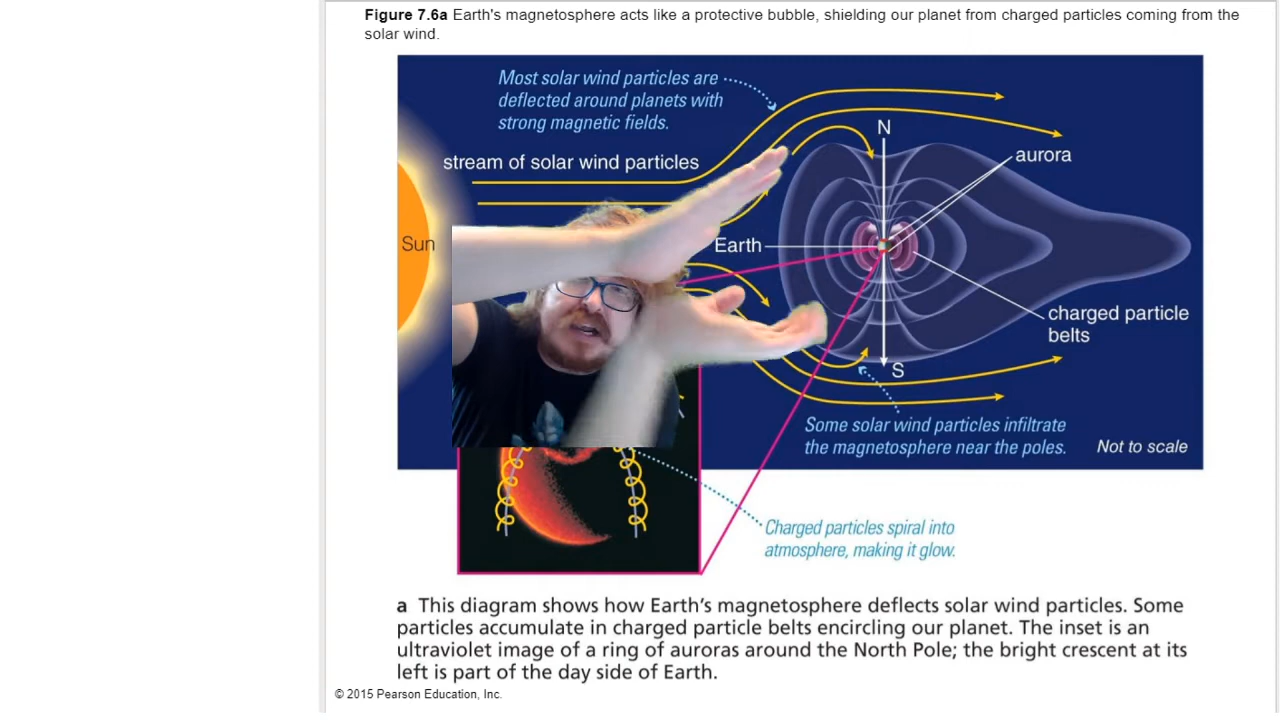 Figure 7.6a Earth's magnetosphere acts like a protective bubble, shielding our planet from charged particles coming from the
solar wind.
Most solar wind particles are
deflected around planets with
strong magnetic fields.
N
aurora
stream of solar wind particles
Sun
Earth
charged particle
belts
S
Some solar wind particles infiltrate
the magnetosphere near the poles.
Not to scale
Charged particles spiral into
atmosphere, making it glow.
a This diagram shows how Earth's magnetosphere deflects solar wind particles. Some
particles accumulate in charged particle belts encircling our planet. The inset is an
ultraviolet image of a ring of auroras around the North Pole; the bright crescent at its
left is part of the day side of Earth.
© 2015 Pearson Education, Inc.